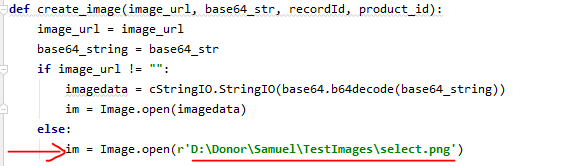 def create_image(image_url, base64_str, recordId, product_id):
    image_url = image_url
    base64_string = base64_str
    if image_url != "":
        imagedata = cStringIO.StringIO(base64.b64decode(base64_string))
        im = Image.open(imagedata)
    else:
        im = Image.open(r'D:\Donor\Samuel\TestImages\select.png')